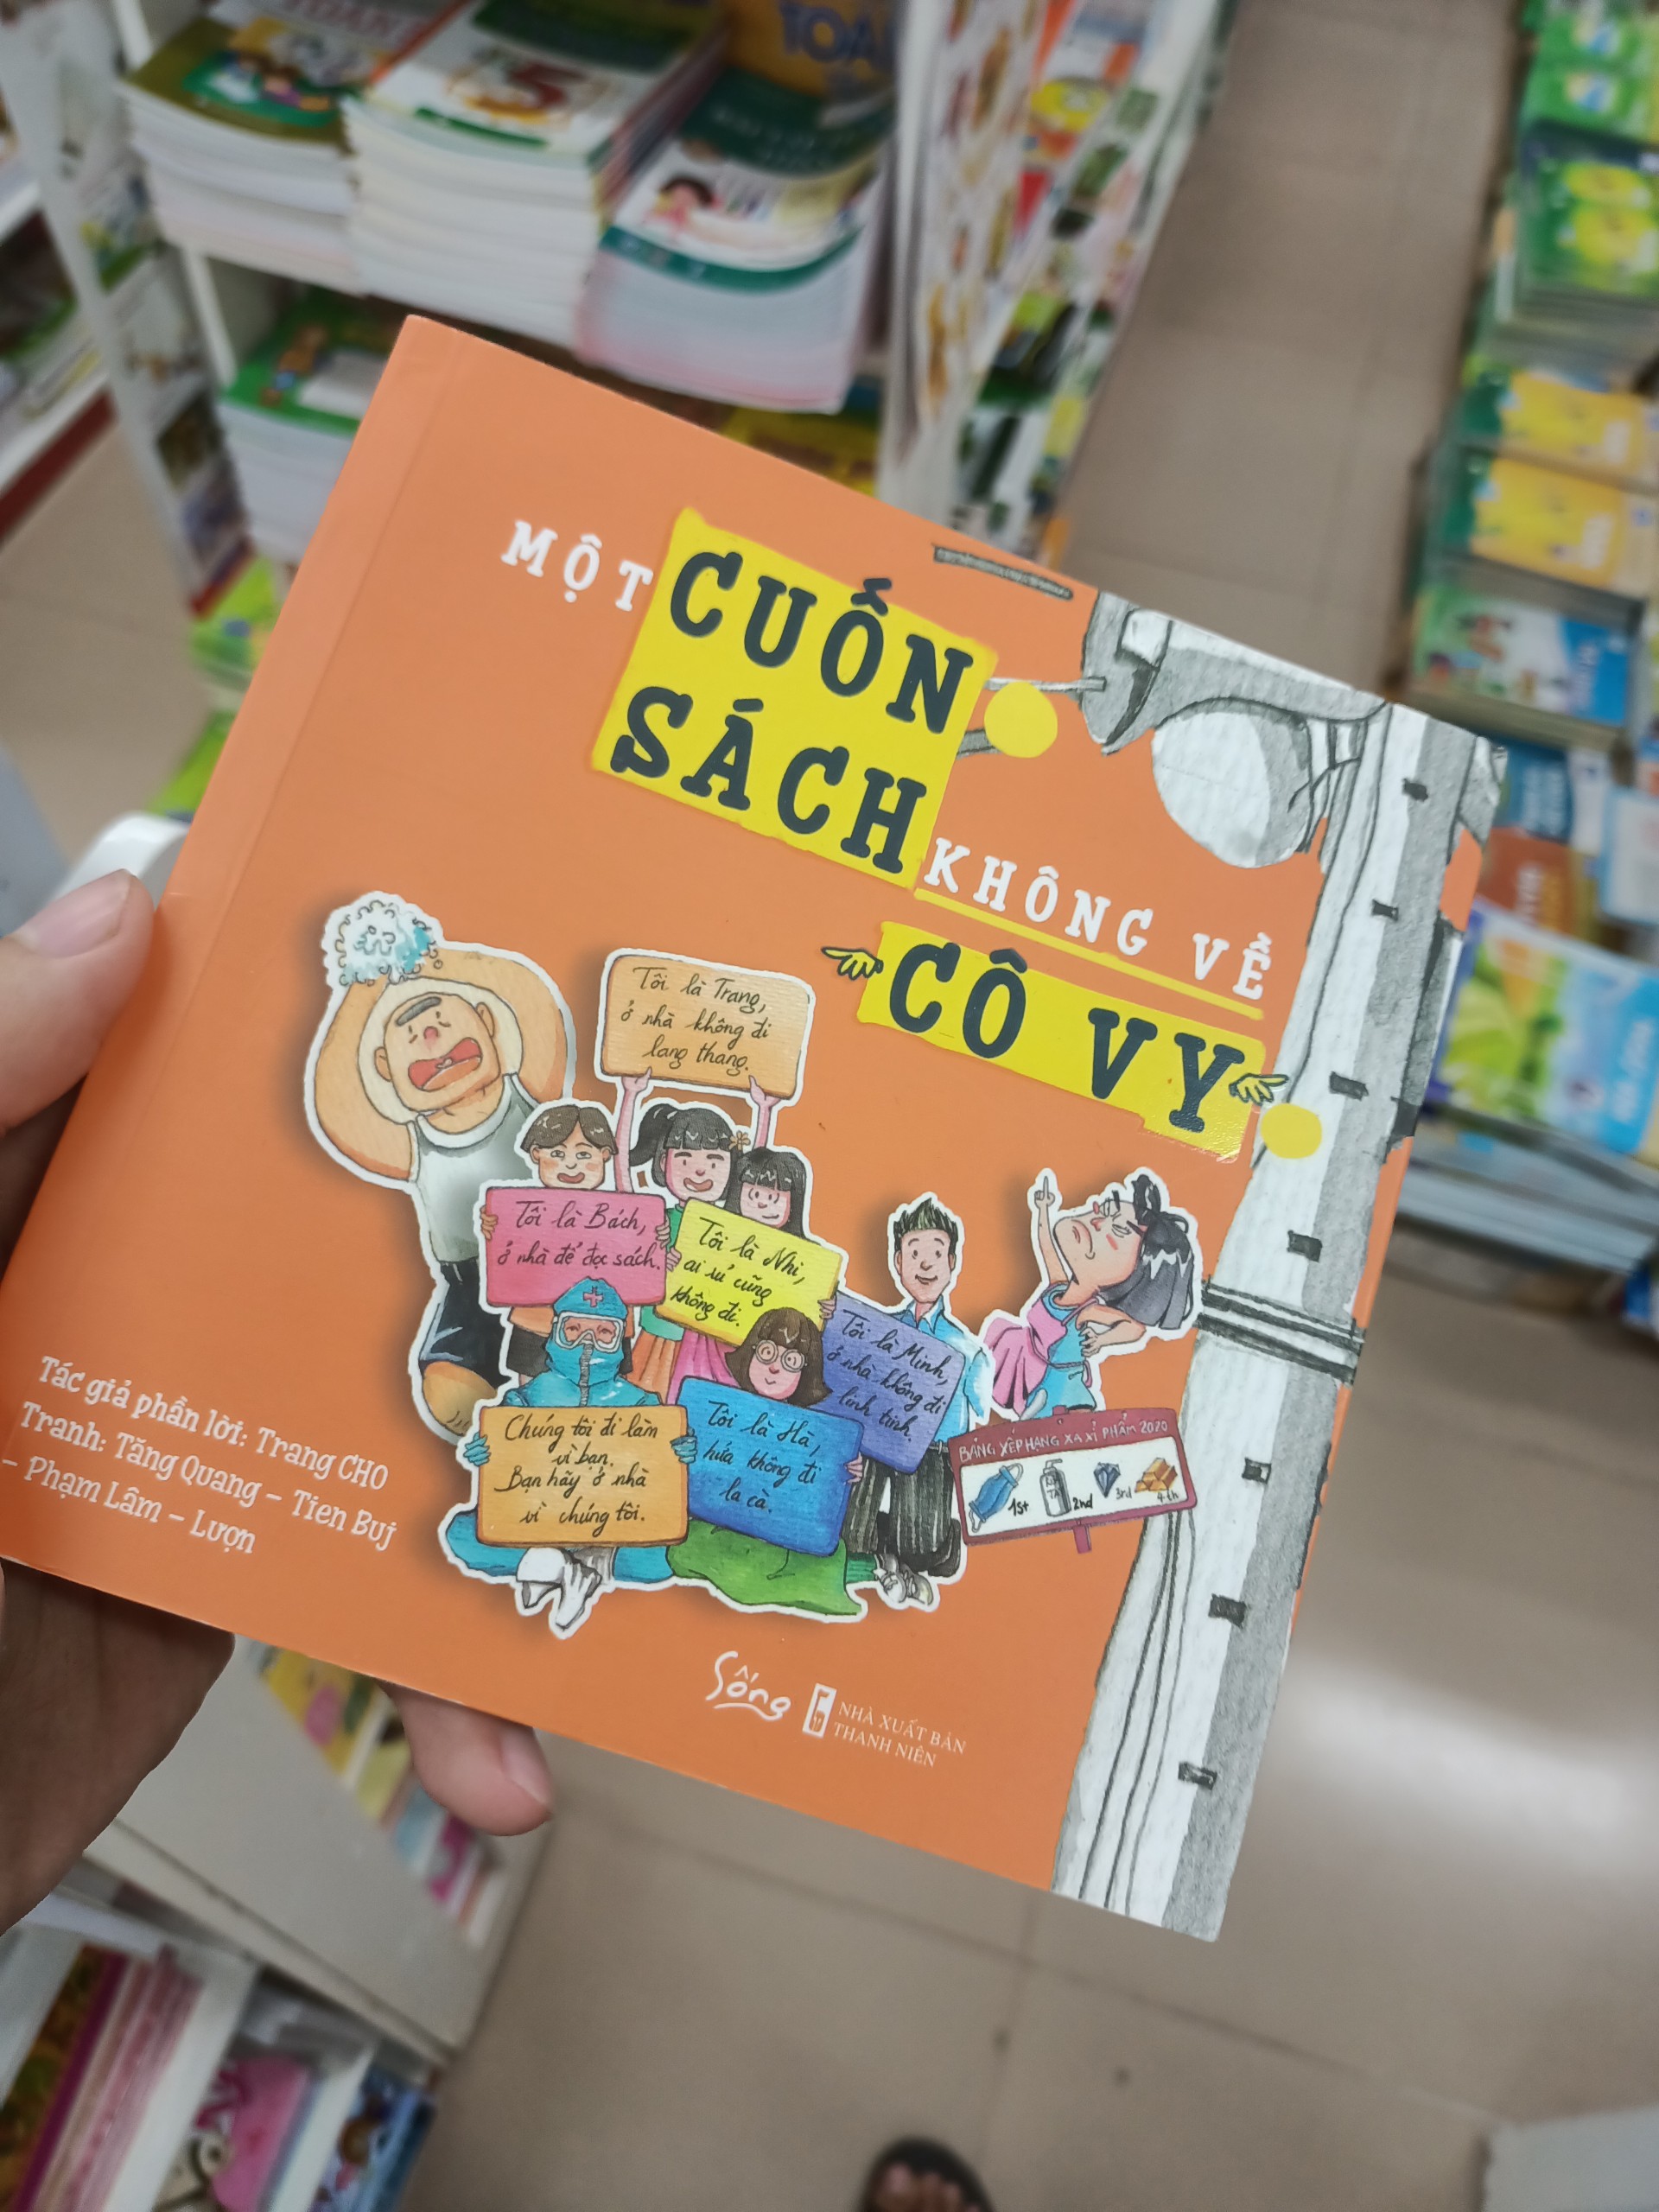 TOÁN
5
MỘT
CUỐN
SÁCH
KHÔNG VỀ
CÔ VY
Tôi là Trang,
ở nhà không đi
lang thang.
Tôi là Bách,
ở nhà để đọc sách.
Tôi là Nhi,
ai xủ cũng
không đi.
Tôi là Minh,
ở nhà không đi
linh tinh.
Chúng tôi đi làm
vì bạn.
Bạn hãy ở nhà
vì chúng tôi.
Tôi là Hà,
hứa không đi
la cà.
BẢNG XẾP HẠNG XA XỈ PHẨM 2020
1st
2nd
3rd
4th
Tác giả phần lời: Trang CHO
Tranh: Tăng Quang – Tien Buj
– Phạm Lâm – Lượn
Sống
NHÀ XUẤT BẢN
THANH NIÊN